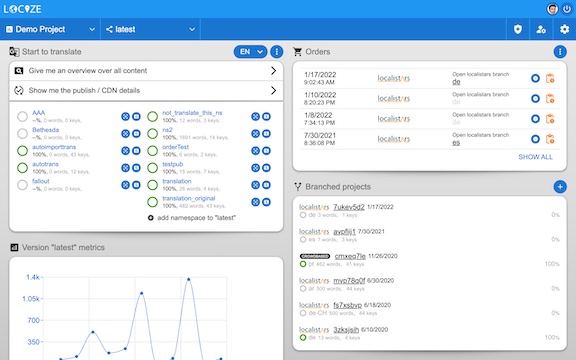 LOCIZE
Demo Project
latest
Start to translate
EN
Give me an overview over all content
Show me the publish / CDN details
AAA
–%, 0 words, 0 keys,
Bethesda
–%, 0 words, 0 keys,
autoimporttrans
100%, 0 words, 43 keys,
autotrans
100%, 0 words, 12 keys,
fallout
–%, 0 words, 0 keys,
not_translate_this_ns
100%, 12 words, 3 keys,
ns2
100%, 1691 words, 14 keys,
orderTest
100%, 6 words, 2 keys,
testpub
100%, 15 words, 7 keys,
translation
100%, 28 words, 4 keys,
translation_original
100%, 482 words, 43 keys,
add namespace to "latest"
Version "latest" metrics
1.4k
1.05k
700
350
Orders
1/17/2022
9:02:43 AM
localistars
Open localistars branch
de
1/10/2022
8:20:23 PM
localistars
Open localistars branch
de
1/8/2022
7:34:13 PM
localistars
Open localistars branch
de
7/30/2021
8:36:08 PM
localistars
Open localistars branch
es
SHOW ALL
Branched projects
localistars 7ukev5d2 1/17/2022
de 3 words, 1 keys
0%
localistars avpfiij1 7/30/2021
es 7 words, 3 keys
0%
CROWDBASED cmxeq7le 11/26/2020
pt 462 words, 41 keys
100%
localistars mvp78q0f 6/30/2020
ar 500 words, 44 keys
0%
localistars fs7xsbvp 6/18/2020
de-CH 500 words, 44 keys
0%
localistars 3zksjsih 6/10/2020
de 13 words, 4 keys
100%